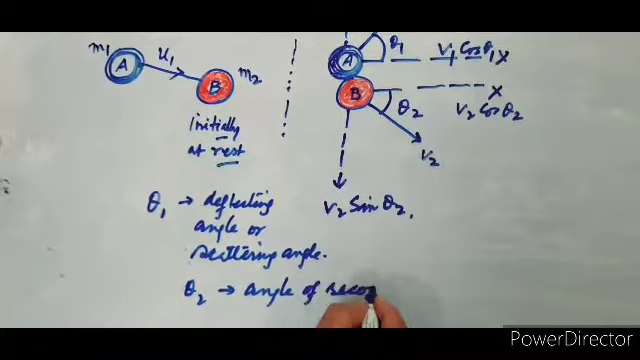 m₁ A u₁ B m₂
Initially
at rest
A θ₁ v₁ Cosθ₁ x
B θ₂ x
v₂ Cosθ₂
v₂
v₂ Sin θ₂.
θ₁ → deflecting
angle or
scattering angle.
θ₂ → angle of reco
PowerDirector